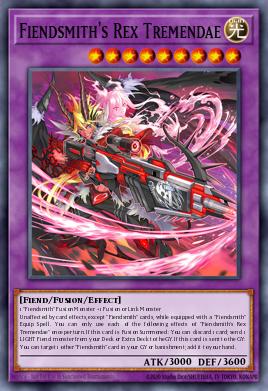 FIENDSMITH'S REX TREMENDAE
光
[FIEND/FUSION/EFFECT]
1 "Fiendsmith" Fusion Monster + 1 Fusion or Link Monster
Unaffected by card effects, except "Fiendsmith" cards, while equipped with a "Fiendsmith"
Equip Spell. You can only use each of the following effects of "Fiendsmith's Rex
Tremendae" once per turn. If this card is Fusion Summoned: You can discard 1 card; send 1
LIGHT Fiend monster from your Deck or Extra Deck to the GY. If this card is sent to the GY:
You can target 1 other "Fiendsmith" card in your GY or banishment; add it to your hand.
ATK/3000 DEF/3600